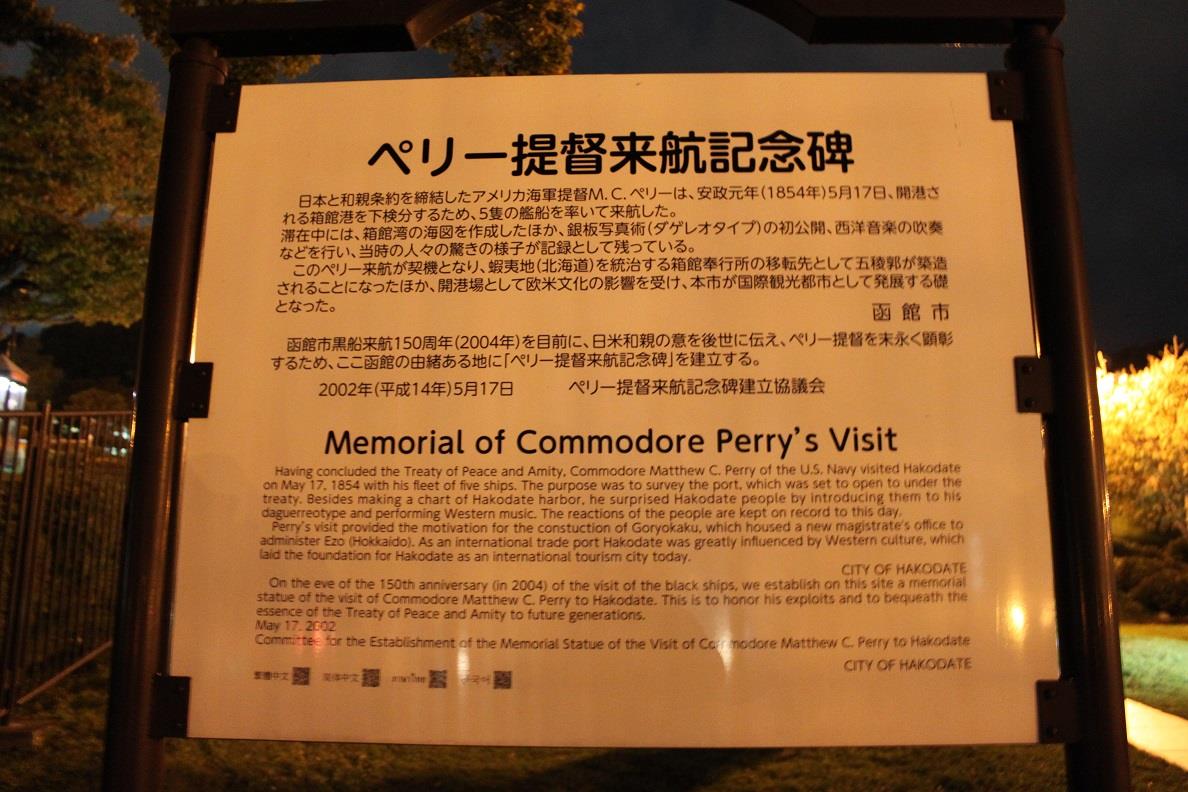 ペリー提督来航記念碑
日本と和親条約を締結したアメリカ海軍提督M.C.ペリーは、安政元年(1854年)5月17日、開港さ
れる箱館港を下検分するため、5隻の艦船を率いて来航した。
滞在中には、箱館湾の海図を作成したほか、銀板写真術(ダゲレオタイプ)の初公開、西洋音楽の吹奏
などを行い、当時の人々の驚きの様子が記録として残っている。
このペリー来航が契機となり、蝦夷地(北海道)を統治する箱館奉行所の移転先として五稜郭が築造
されることになったほか、開港場として欧米文化の影響を受け、本市が国際観光都市として発展する礎
となった。
函館市
函館市黒船来航150周年(2004年)を目前に、日米和親の意を後世に伝え、ペリー提督を末永く顕彰
するため、ここ函館の由緒ある地に「ペリー提督来航記念碑」を建立する。
2002年(平成14年)5月17日 ペリー提督来航記念碑建立協議会
Memorial of Commodore Perry's Visit
Having concluded the Treaty of Peace and Amity, Commodore Matthew C. Perry of the U.S. Navy visited Hakodate
on May 17, 1854 with his fleet of five ships. The purpose was to survey the port, which was set to open to under the
treaty. Besides making a chart of Hakodate harbor, he surprised Hakodate people by introducing them to his
daguerreotype and performing Western music. The reactions of the people are kept on record to this day.
Perry's visit provided the motivation for the constuction of Goryokaku, which housed a new magistrate's office to
administer Ezo (Hokkaido). As an international trade port Hakodate was greatly influenced by Western culture, which
laid the foundation for Hakodate as an international tourism city today.
CITY OF HAKODATE
On the eve of the 150th anniversary (in 2004) of the visit of the black ships, we establish on this site a memorial
statue of the visit of Commodore Matthew C. Perry to Hakodate. This is to honor his exploits and to bequeath the
essence of the Treaty of Peace and Amity to future generations.
May 17. 2002
Committee for the Establishment of the Memorial Statue of the Visit of Commodore Matthew C. Perry to Hakodate
CITY OF HAKODATE
繁體中文 简体中文 ภาษาไทย 한국어